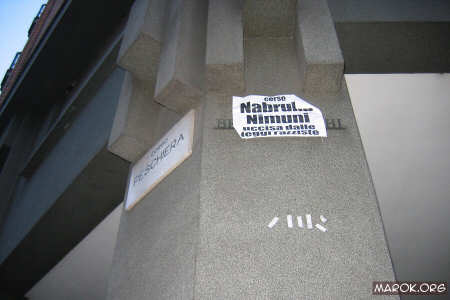 corso
Nabrul...
Nimuni
uccisa dalle
leggi razziste
CORSO
PESCHIERA
MAROK.ORG